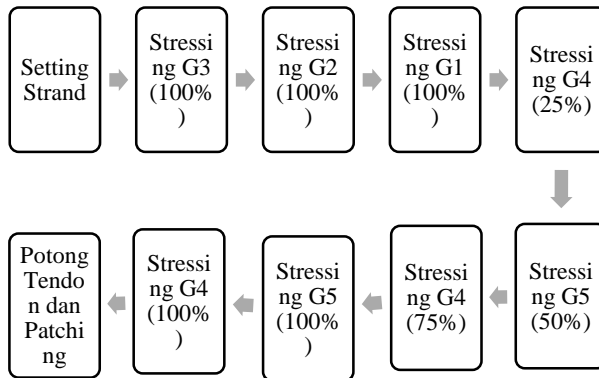 Setting
Strand
Stressi
ng G3
(100%
)
Stressi
ng G2
(100%
)
Stressi
ng G1
(100%
)
Stressi
ng G4
(25%)
Stressi
ng G5
(50%)
Stressi
ng G4
(75%)
Stressi
ng G5
(100%
)
Stressi
ng G4
(100%
)
Potong
Tendo
n dan
Patchi
ng